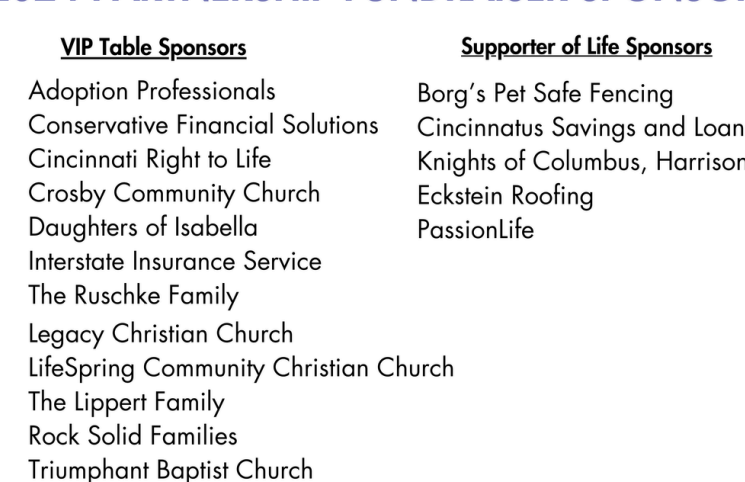 VIP Table Sponsors
Adoption Professionals
Conservative Financial Solutions
Cincinnati Right to Life
Crosby Community Church
Daughters of Isabella
Interstate Insurance Service
The Ruschke Family
Legacy Christian Church
LifeSpring Community Christian Church
The Lippert Family
Rock Solid Families
Triumphant Baptist Church
Supporter of Life Sponsors
Borg's Pet Safe Fencing
Cincinnatus Savings and Loan
Knights of Columbus, Harrison
Eckstein Roofing
PassionLife